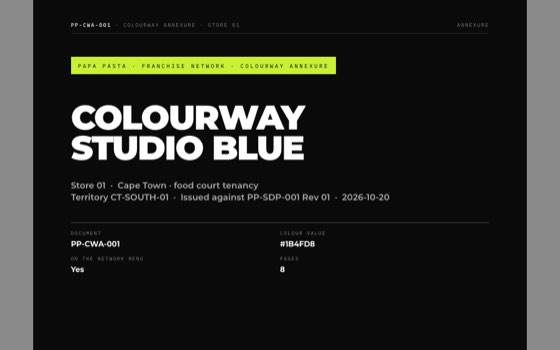 PP-CWA-001 · COLOURWAY ANNEXURE · STORE 01
ANNEXURE
PAPA PASTA · FRANCHISE NETWORK · COLOURWAY ANNEXURE
COLOURWAY
STUDIO BLUE
Store 01 · Cape Town · food court tenancy
Territory CT-SOUTH-01 · Issued against PP-SDP-001 Rev 01 · 2026-10-20
DOCUMENT
PP-CWA-001
COLOUR VALUE
#1B4FD8
ON THE NETWORK MENU
Yes
PAGES
8